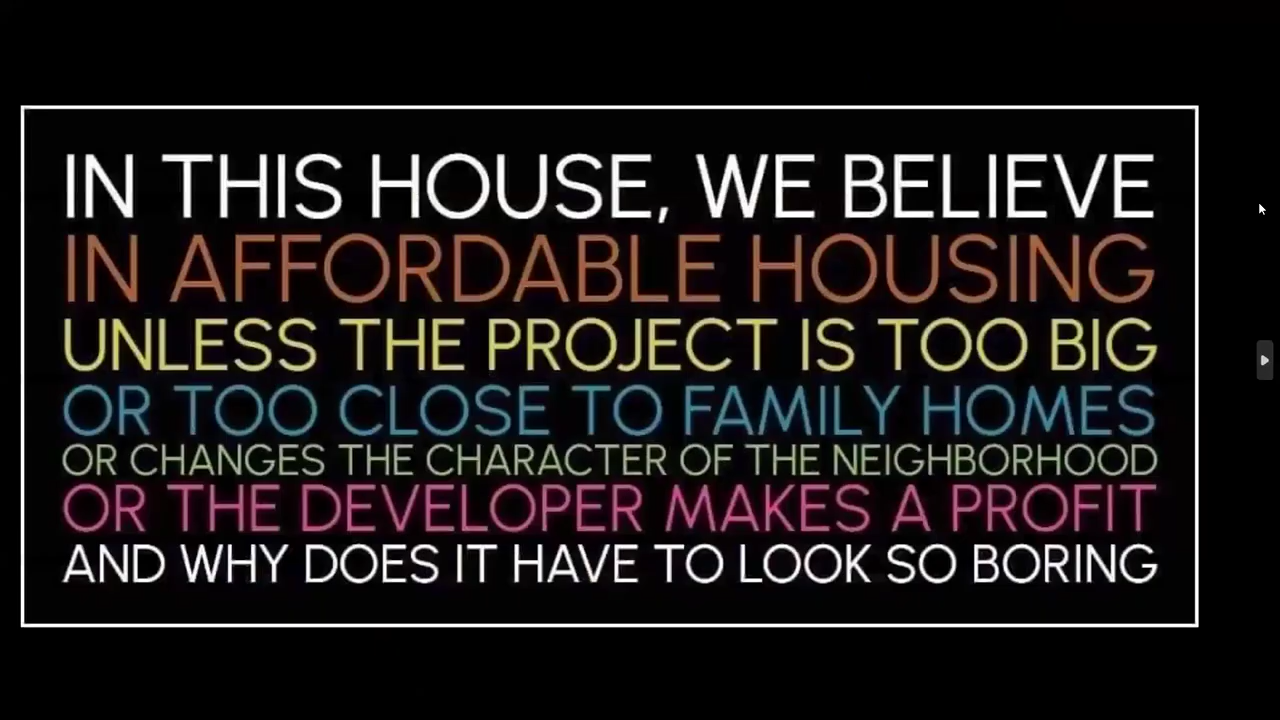 IN THIS HOUSE, WE BELIEVE
IN AFFORDABLE HOUSING
UNLESS THE PROJECT IS TOO BIG
OR TOO CLOSE TO FAMILY HOMES
OR CHANGES THE CHARACTER OF THE NEIGHBORHOOD
OR THE DEVELOPER MAKES A PROFIT
AND WHY DOES IT HAVE TO LOOK SO BORING